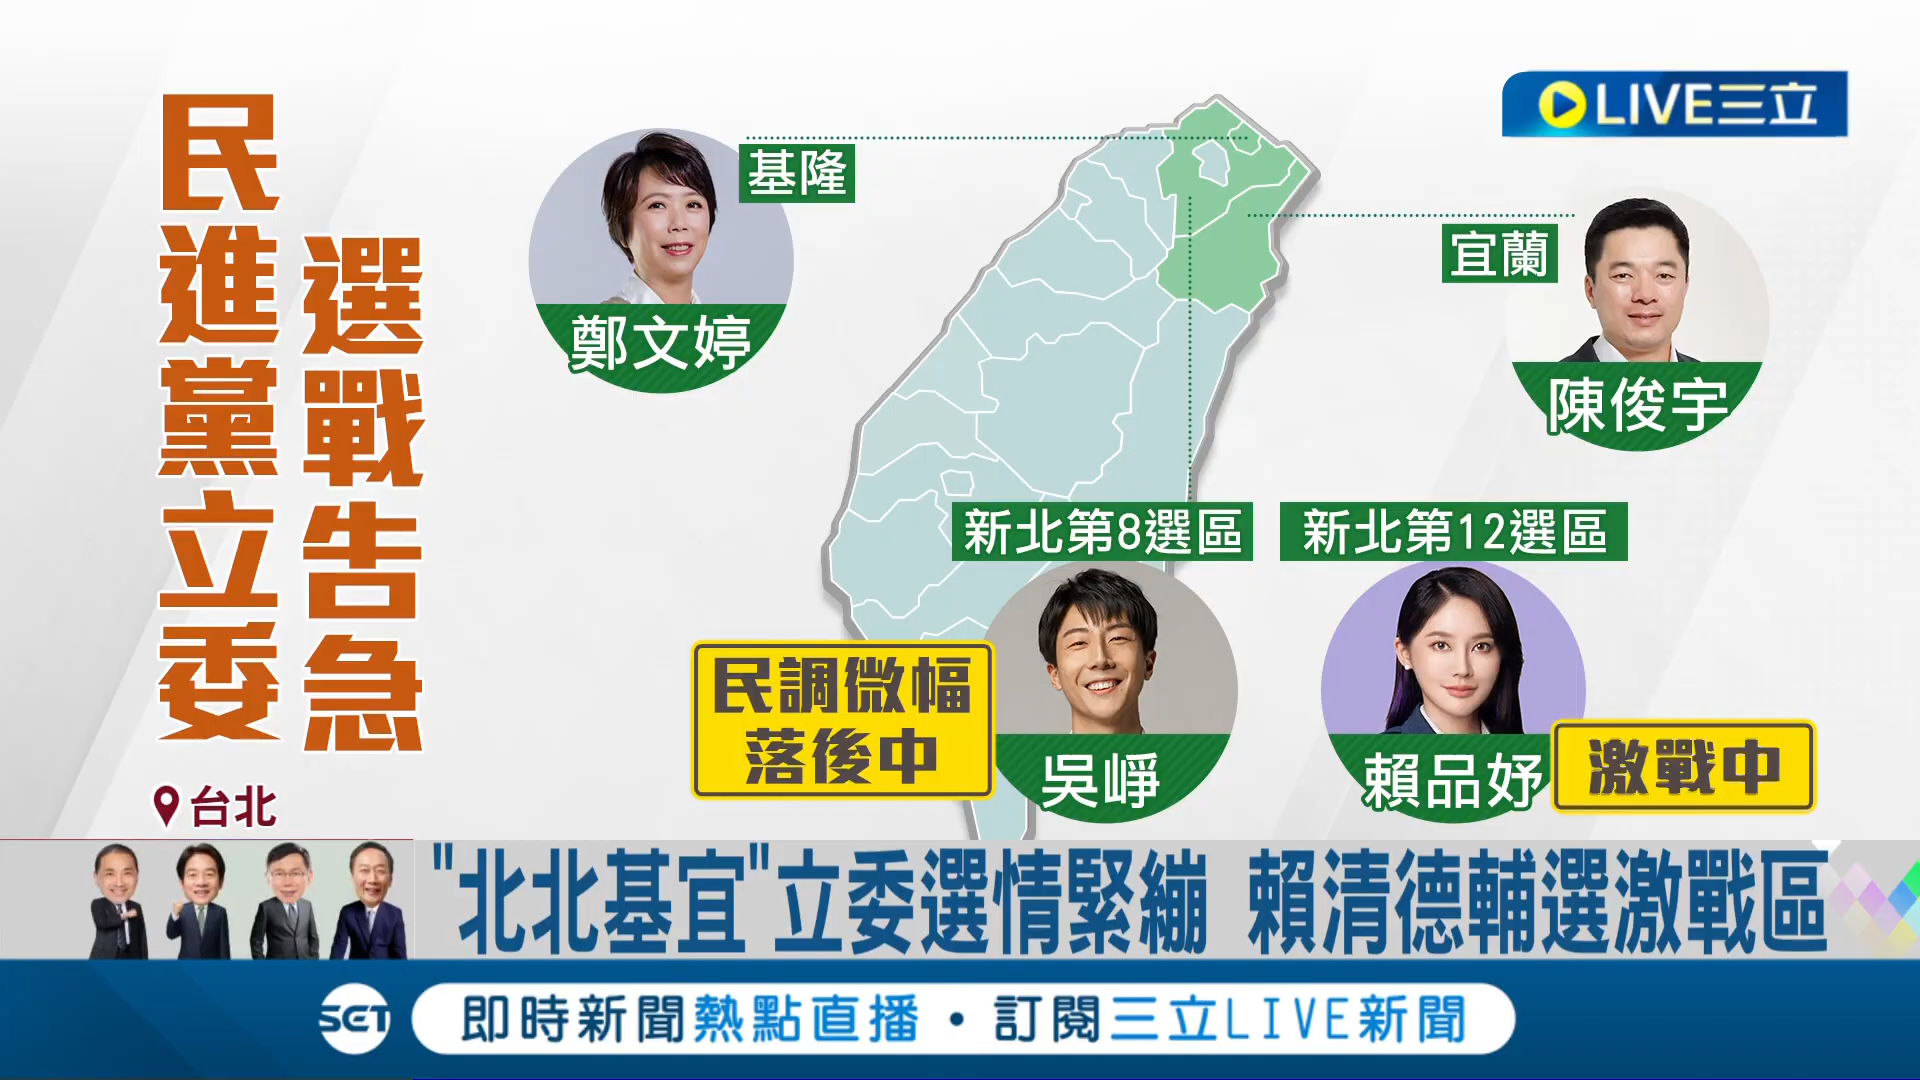 LIVE三立
民進黨立委
選戰告急
基隆
鄭文婷
宜蘭
陳俊宇
新北第8選區
民調微幅
落後中
吳崢
新北第12選區
賴品妤
激戰中
台北
"北北基宜"立委選情緊繃 賴清德輔選激戰區
SET
即時新聞熱點直播・訂閱三立LIVE新聞